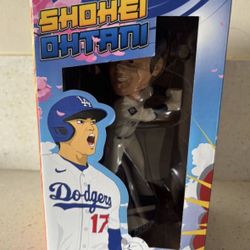 SHOHEI
OHTANI
LA
Dodgers
17